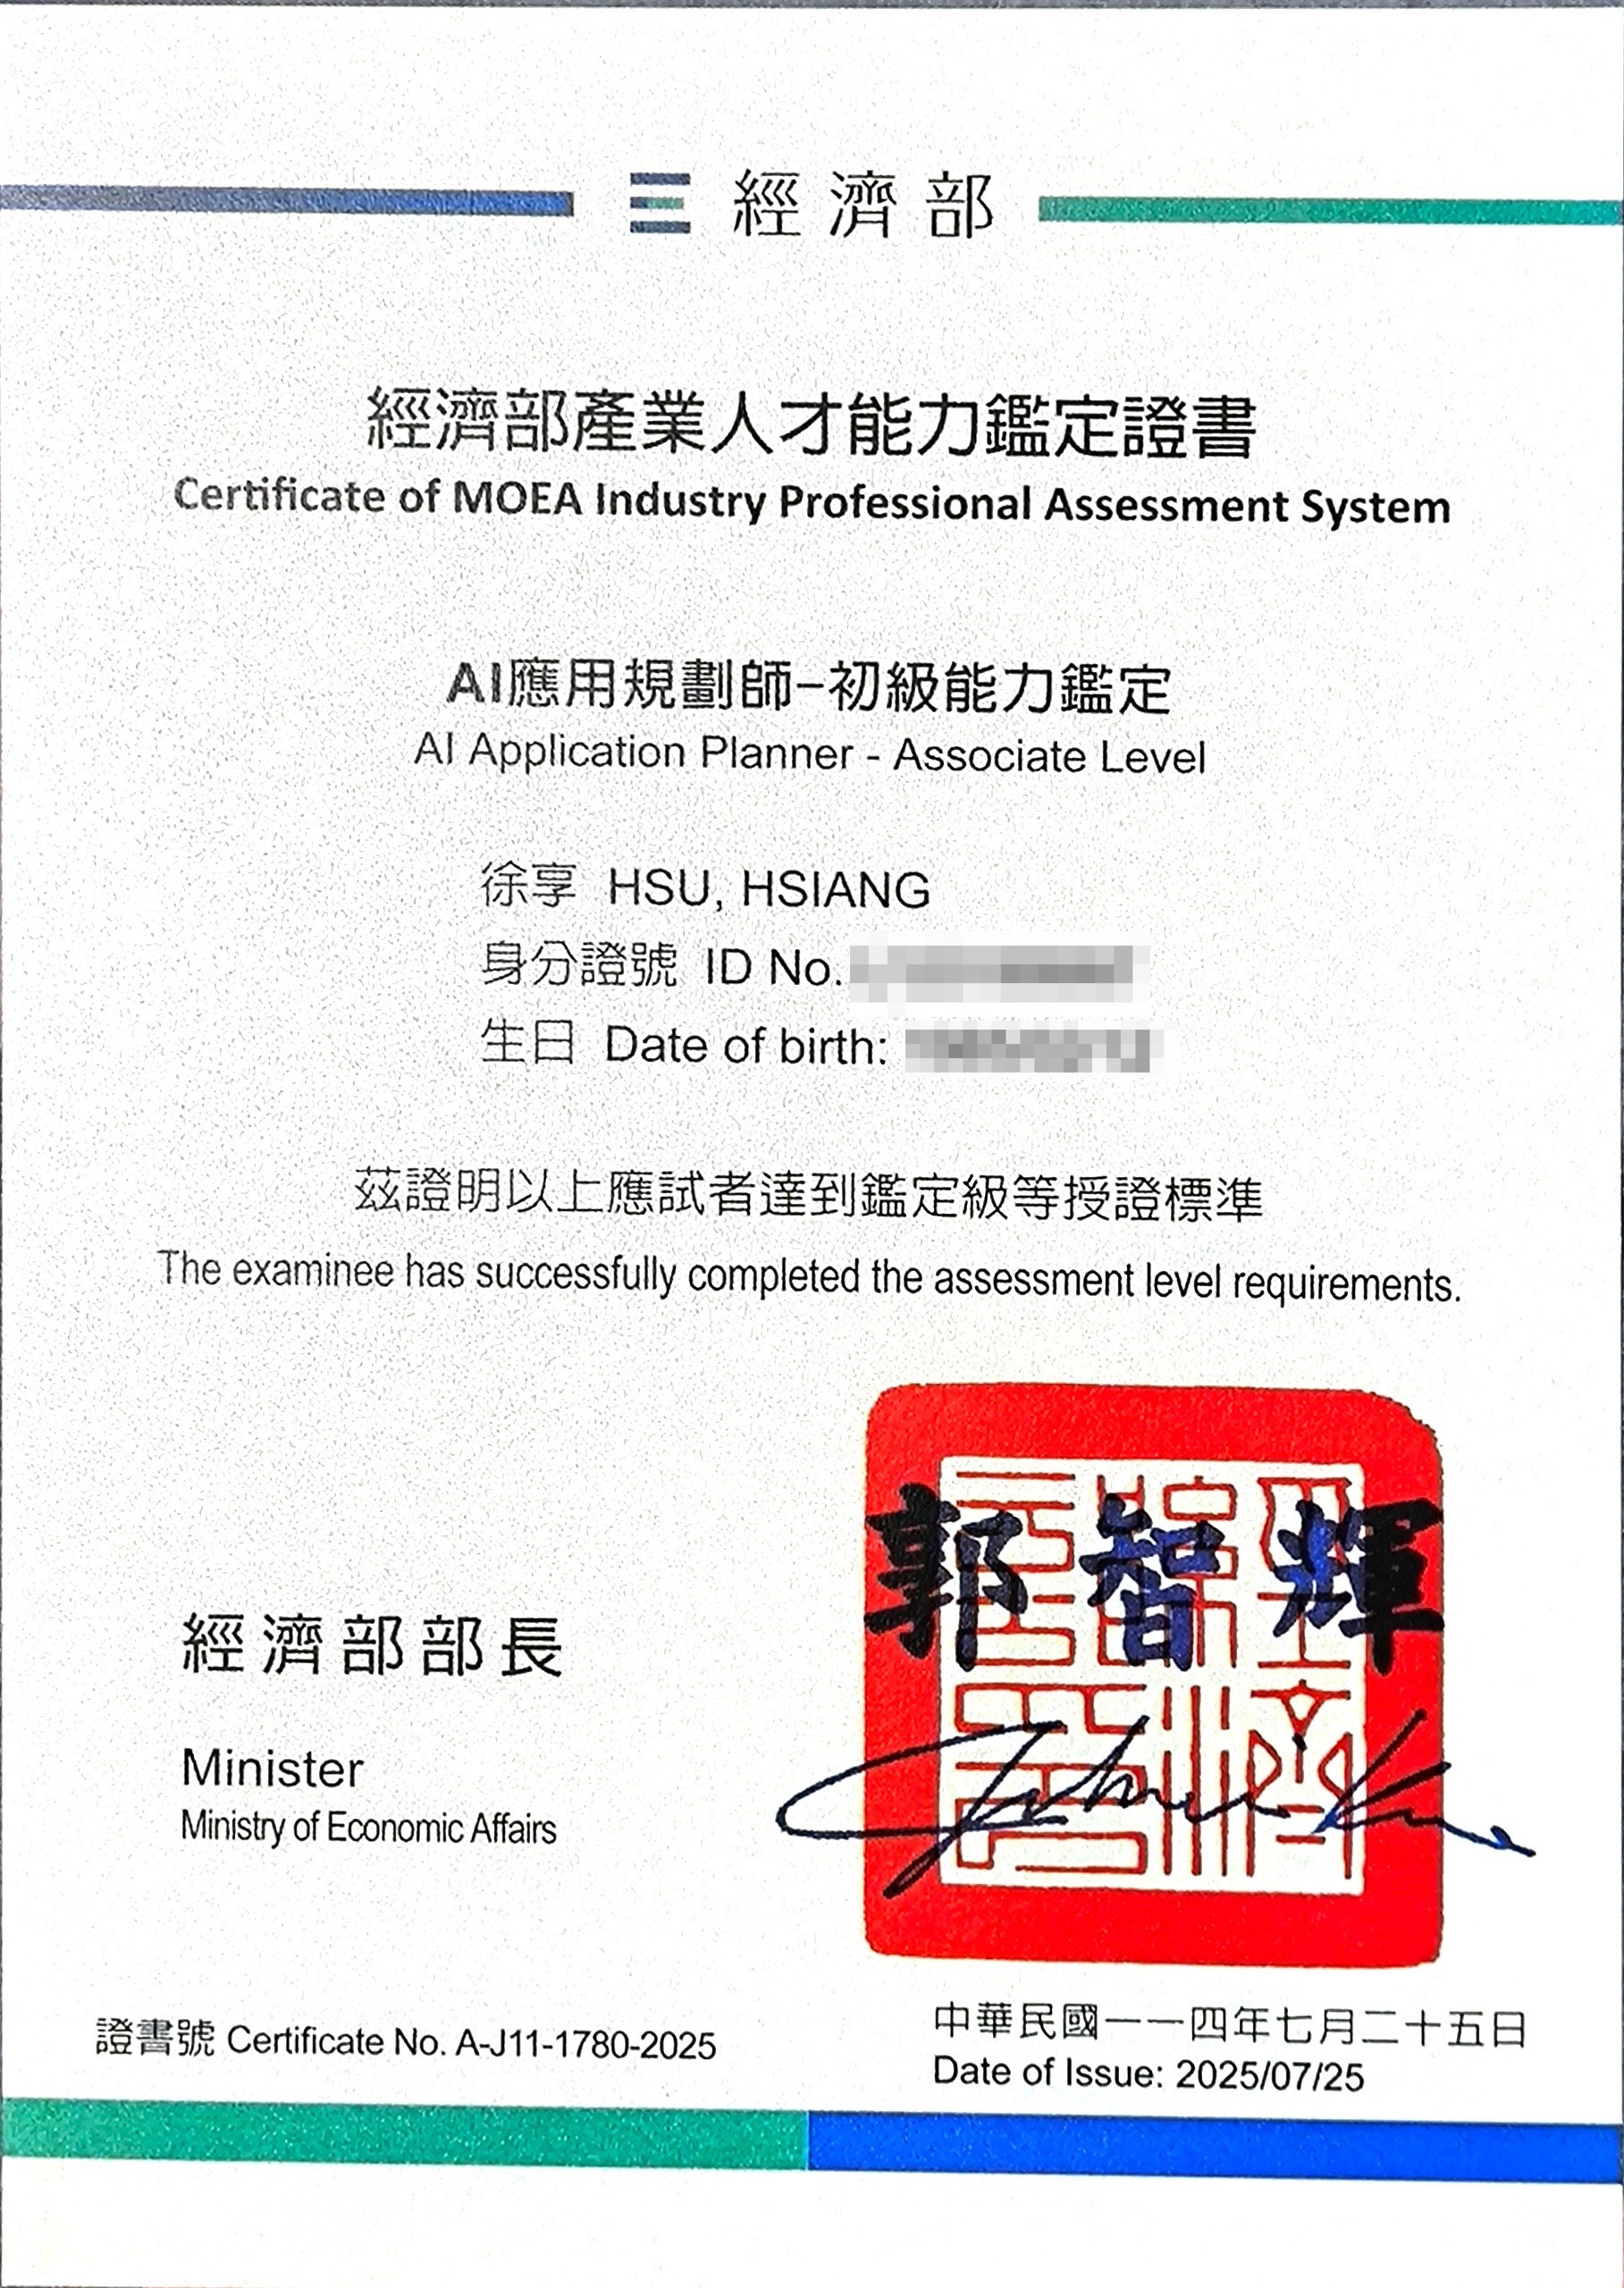 經濟部
經濟部產業人才能力鑑定證書
Certificate of MOEA Industry Professional Assessment System
AI應用規劃師-初級能力鑑定
AI Application Planner - Associate Level
徐享 HSU, HSIANG
身分證號 ID No.
生日 Date of birth:
茲證明以上應試者達到鑑定級等授證標準
The examinee has successfully completed the assessment level requirements.
郭智輝
經濟部部長
Minister
Ministry of Economic Affairs
證書號 Certificate No. A-J11-1780-2025
中華民國一一四年七月二十五日
Date of Issue: 2025/07/25